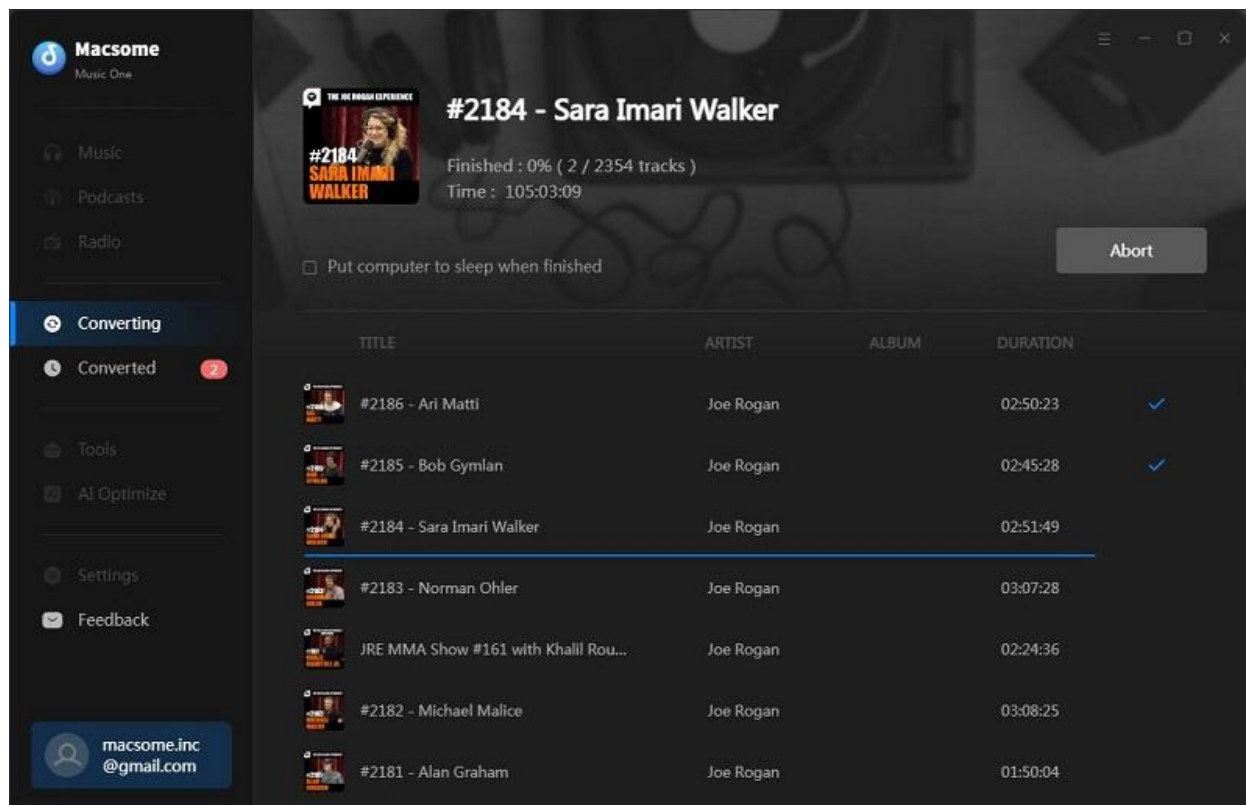 Macsome
Music One
Music
Podcasts
Radio
Converting
Converted 2
Tools
AI Optimize
Settings
Feedback
macsome.inc
@gmail.com
THE JOE ROGAN EXPERIENCE
#2184
SARA IMARI
WALKER
#2184 - Sara Imari Walker
Finished : 0% ( 2 / 2354 tracks )
Time : 105:03:09
Put computer to sleep when finished
Abort
TITLE ARTIST ALBUM DURATION
#2186 - Ari Matti Joe Rogan 02:50:23
#2185 - Bob Gymlan Joe Rogan 02:45:28
#2184 - Sara Imari Walker Joe Rogan 02:51:49
#2183 - Norman Ohler Joe Rogan 03:07:28
JRE MMA Show #161 with Khalil Rou... Joe Rogan 02:24:36
#2182 - Michael Malice Joe Rogan 03:08:25
#2181 - Alan Graham Joe Rogan 01:50:04